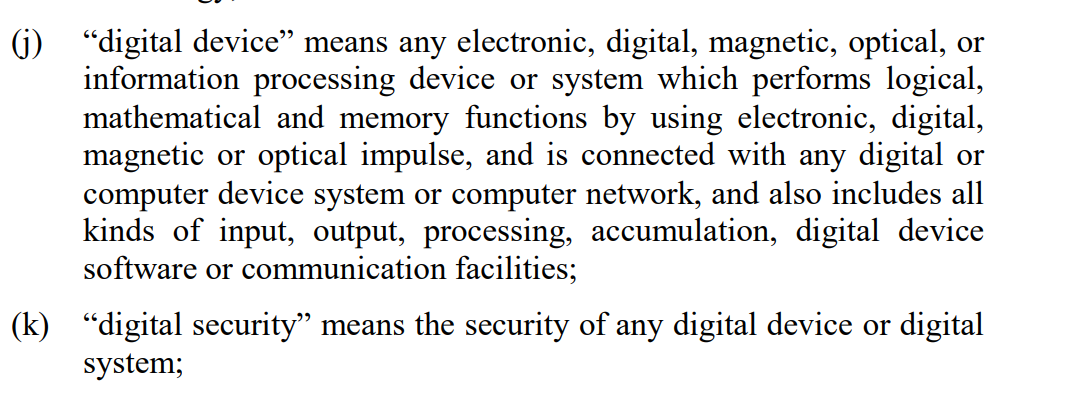 (j) “digital device” means any electronic, digital, magnetic, optical, or
information processing device or system which performs logical,
mathematical and memory functions by using electronic, digital,
magnetic or optical impulse, and is connected with any digital or
computer device system or computer network, and also includes all
kinds of input, output, processing, accumulation, digital device
software or communication facilities;
(k) “digital security” means the security of any digital device or digital
system;